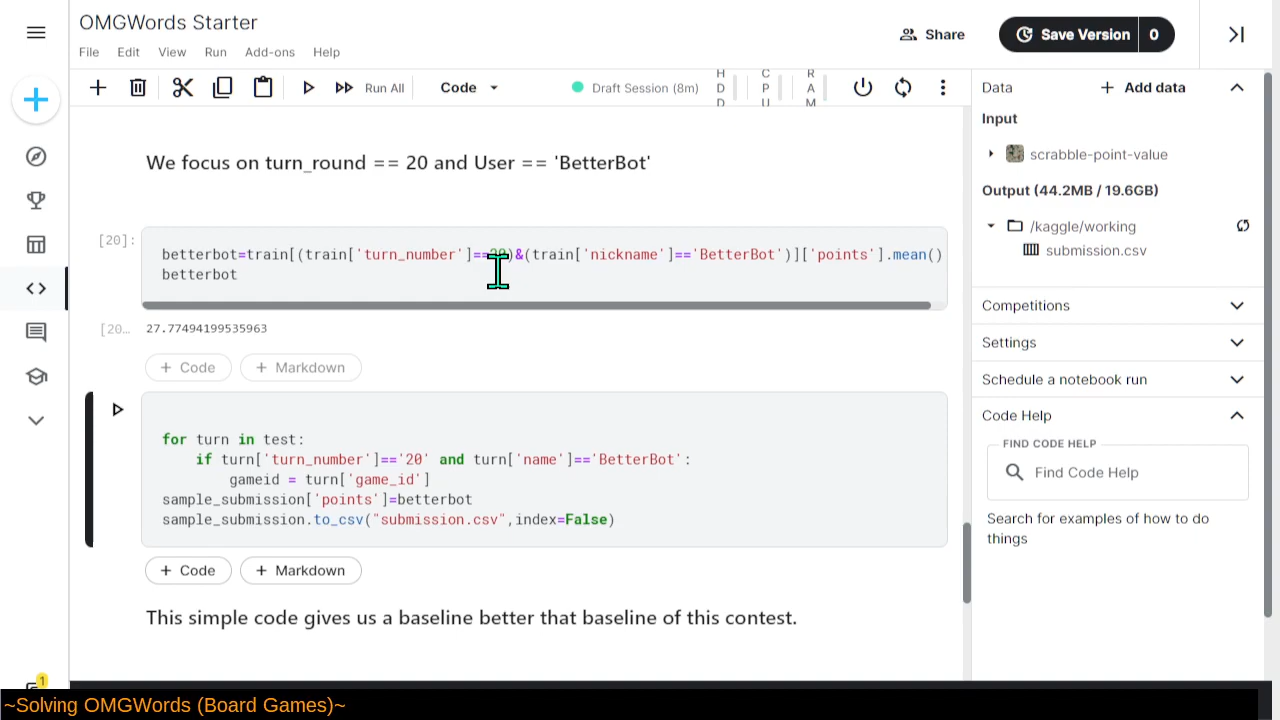 OMGWords Starter
File Edit View Run Add-ons Help
Share
Save Version 0
Run All
Code
Draft Session (8m)
HDD
CPU
RAM
We focus on turn_round == 20 and User == 'BetterBot'
[20]:
betterbot=train[(train['turn_number']==20)&(train['nickname']=='BetterBot')]['points'].mean()
betterbot
[20…
27.77494199535963
+ Code + Markdown
for turn in test:
if turn['turn_number']=='20' and turn['name']=='BetterBot':
gameid = turn['game_id']
sample_submission['points']=betterbot
sample_submission.to_csv("submission.csv",index=False)
+ Code + Markdown
This simple code gives us a baseline better that baseline of this contest.
Data
+ Add data
Input
scrabble-point-value
Output (44.2MB / 19.6GB)
/kaggle/working
submission.csv
Competitions
Settings
Schedule a notebook run
Code Help
FIND CODE HELP
Find Code Help
Search for examples of how to do
things
1
~Solving OMGWords (Board Games)~